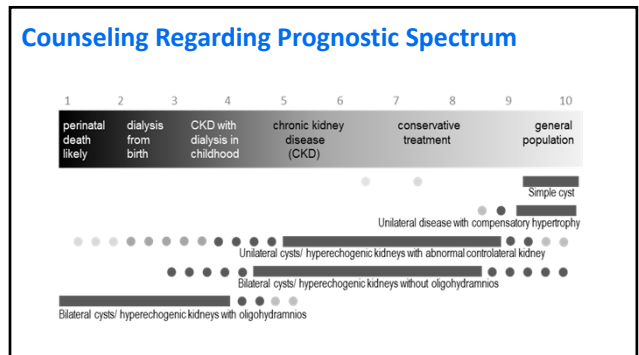 Counseling Regarding Prognostic Spectrum
1 2 3 4 5 6 7 8 9 10
perinatal death likely
dialysis from birth
CKD with dialysis in childhood
chronic kidney disease (CKD)
conservative treatment
general population
Simple cyst
Unilateral disease with compensatory hypertrophy
Unilateral cysts/ hyperechogenic kidneys with abnormal controlateral kidney
Bilateral cysts/ hyperechogenic kidneys without oligohydramnios
Bilateral cysts/ hyperechogenic kidneys with oligohydramnios